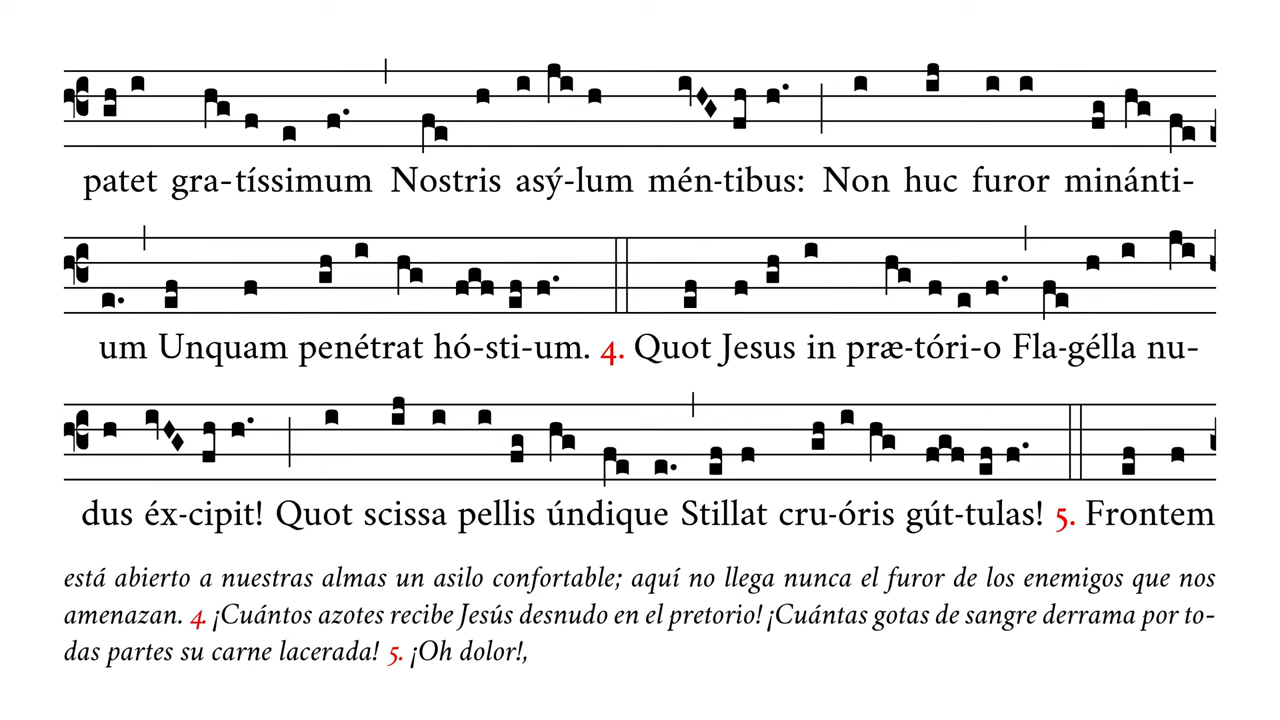 patet gra-tíssimum Nostris asý-lum mén-tibus: Non huc furor minánti-
um Unquam penétrat hó-sti-um. 4. Quot Jesus in præ-tóri-o Fla-gélla nu-
dus éx-cipit! Quot scissa pellis úndique Stillat cru-óris gút-tulas! 5. Frontem
está abierto a nuestras almas un asilo confortable; aquí no llega nunca el furor de los enemigos que nos
amenazan. 4. ¡Cuántos azotes recibe Jesús desnudo en el pretorio! ¡Cuántas gotas de sangre derrama por to-
das partes su carne lacerada! 5. ¡Oh dolor!,